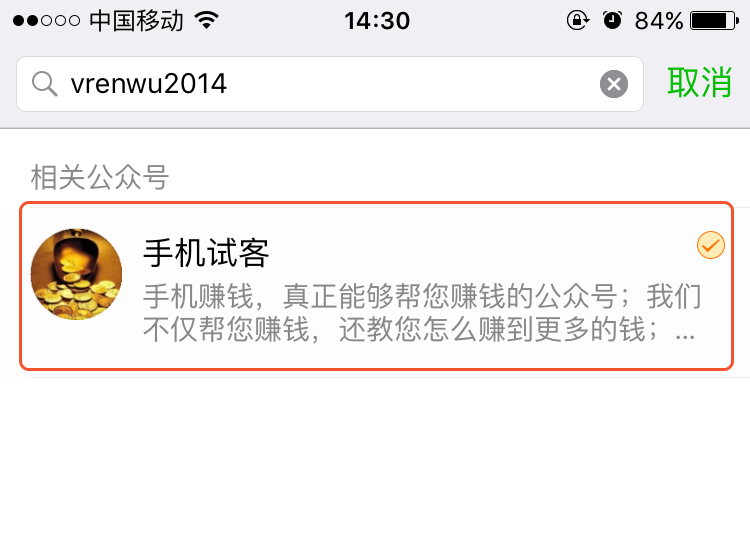 中国移动 14:30 84%
vrenwu2014 取消
相关公众号
手机试客
手机赚钱，真正能够帮您赚钱的公众号；我们
不仅帮您赚钱，还教您怎么赚到更多的钱；...